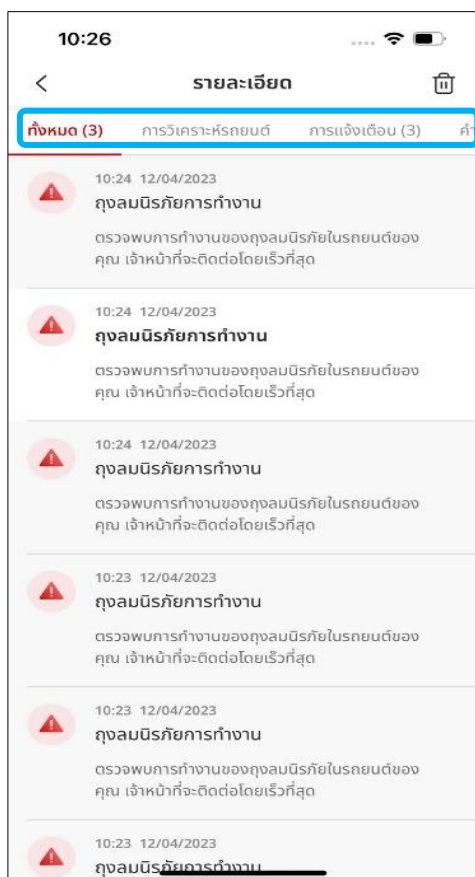 10:26
รายละเอียด
ทั้งหมด (3) การวิเคราะห์รถยนต์ การแจ้งเตือน (3) คำ
10:24 12/04/2023
ถุงลมนิรภัยการทำงาน
ตรวจพบการทำงานของถุงลมนิรภัยในรถยนต์ของ
คุณ เจ้าหน้าที่จะติดต่อโดยเร็วที่สุด
10:24 12/04/2023
ถุงลมนิรภัยการทำงาน
ตรวจพบการทำงานของถุงลมนิรภัยในรถยนต์ของ
คุณ เจ้าหน้าที่จะติดต่อโดยเร็วที่สุด
10:24 12/04/2023
ถุงลมนิรภัยการทำงาน
ตรวจพบการทำงานของถุงลมนิรภัยในรถยนต์ของ
คุณ เจ้าหน้าที่จะติดต่อโดยเร็วที่สุด
10:23 12/04/2023
ถุงลมนิรภัยการทำงาน
ตรวจพบการทำงานของถุงลมนิรภัยในรถยนต์ของ
คุณ เจ้าหน้าที่จะติดต่อโดยเร็วที่สุด
10:23 12/04/2023
ถุงลมนิรภัยการทำงาน
ตรวจพบการทำงานของถุงลมนิรภัยในรถยนต์ของ
คุณ เจ้าหน้าที่จะติดต่อโดยเร็วที่สุด
10:23 12/04/2023
ถุงลมนิรภัยการทำงาน